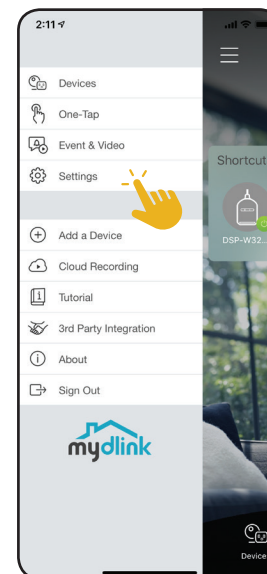 2:11
Devices
One-Tap
Event & Video
Settings
Shortcut
DSP-W32...
Add a Device
Cloud Recording
Tutorial
3rd Party Integration
About
Sign Out
mydlink
Device